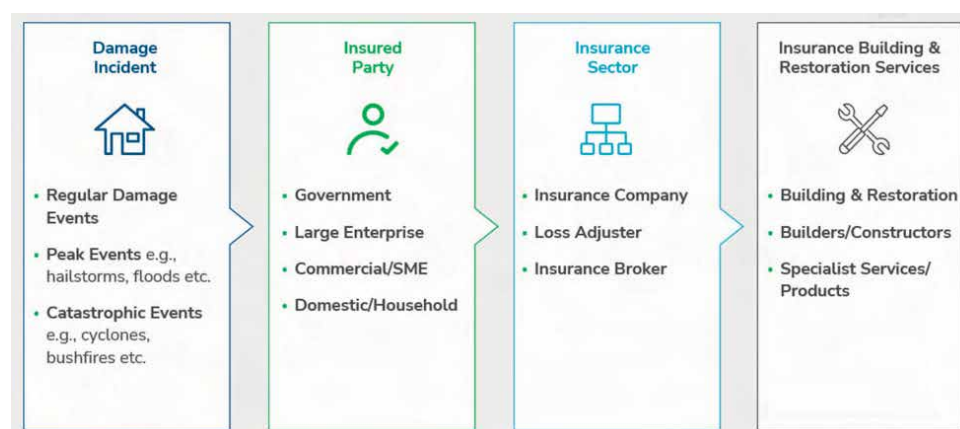 Damage
Incident
• Regular Damage
Events
• Peak Events e.g.,
hailstorms, floods etc.
• Catastrophic Events
e.g., cyclones,
bushfires etc.
Insured
Party
• Government
• Large Enterprise
• Commercial/SME
• Domestic/Household
Insurance
Sector
• Insurance Company
• Loss Adjuster
• Insurance Broker
Insurance Building &
Restoration Services
• Building & Restoration
• Builders/Constructors
• Specialist Services/
Products